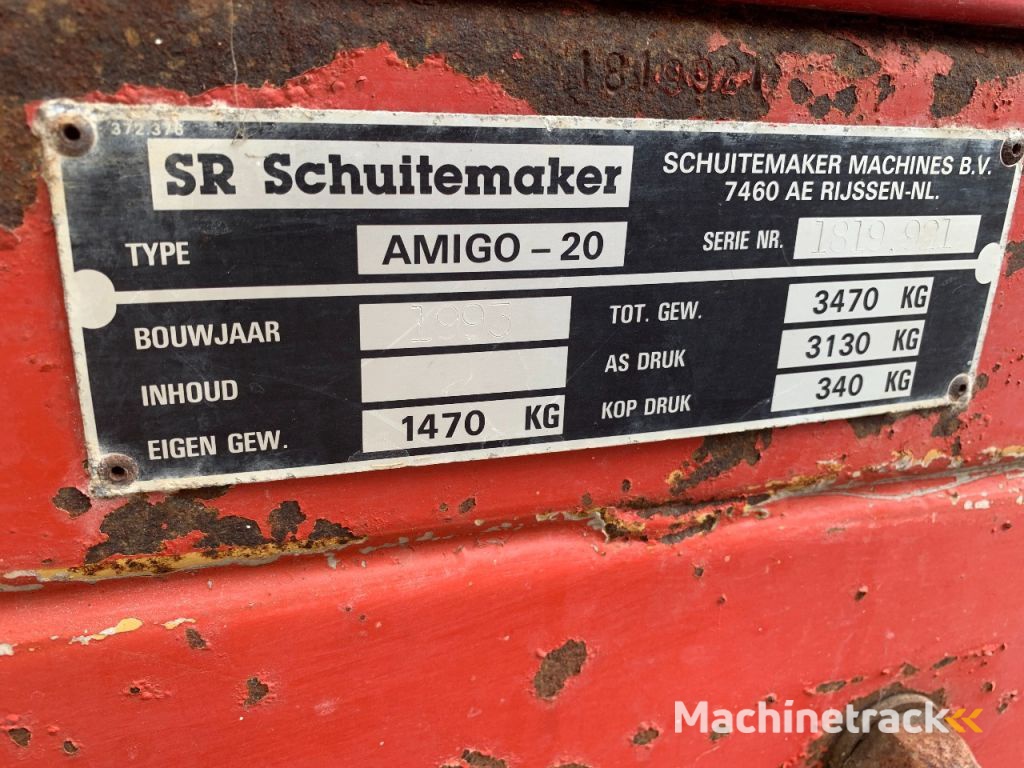 1819921
372.376
SR Schuitemaker
SCHUITEMAKER MACHINES B.V.
7460 AE RIJSSEN-NL.
TYPE AMIGO – 20
SERIE NR. 1819.921
BOUWJAAR 1993
INHOUD
EIGEN GEW. 1470 KG
TOT. GEW. 3470 KG
AS DRUK 3130 KG
KOP DRUK 340 KG
Machinetrack